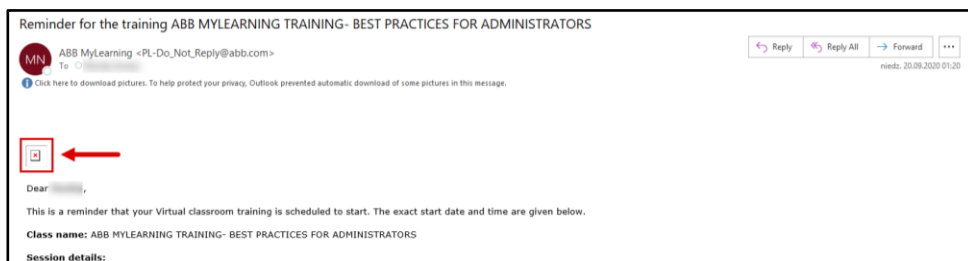 Reminder for the training ABB MYLEARNING TRAINING- BEST PRACTICES FOR ADMINISTRATORS
MN
ABB MyLearning <PL-Do_Not_Reply@abb.com>
To
Reply
Reply All
Forward
niedz. 20.09.2020 01:20
Click here to download pictures. To help protect your privacy, Outlook prevented automatic download of some pictures in this message.
Dear ,
This is a reminder that your Virtual classroom training is scheduled to start. The exact start date and time are given below.
Class name: ABB MYLEARNING TRAINING- BEST PRACTICES FOR ADMINISTRATORS
Session details: